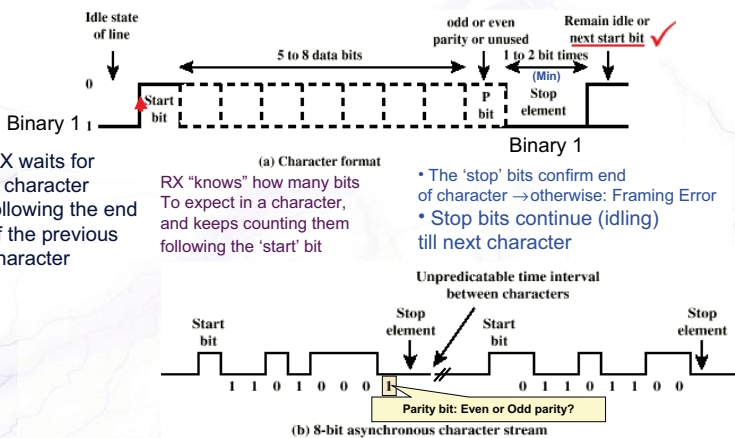 Idle state
of line
odd or even
parity or unused
Remain idle or
next start bit
5 to 8 data bits
1 to 2 bit times
(Min)
0
Start
bit
P
bit
Stop
element
Binary 1
1
Binary 1
(a) Character format
X waits for
character
ollowing the end
f the previous
haracter
RX “knows” how many bits
To expect in a character,
and keeps counting them
following the ‘start’ bit
• The ‘stop’ bits confirm end
of character →otherwise: Framing Error
• Stop bits continue (idling)
till next character
Unpredicatable time interval
between characters
Start
bit
Stop
element
Start
bit
Stop
element
1 1 0 1 0 0 0 1
0 1 1 0 1 1 0 0
Parity bit: Even or Odd parity?
(b) 8-bit asynchronous character stream